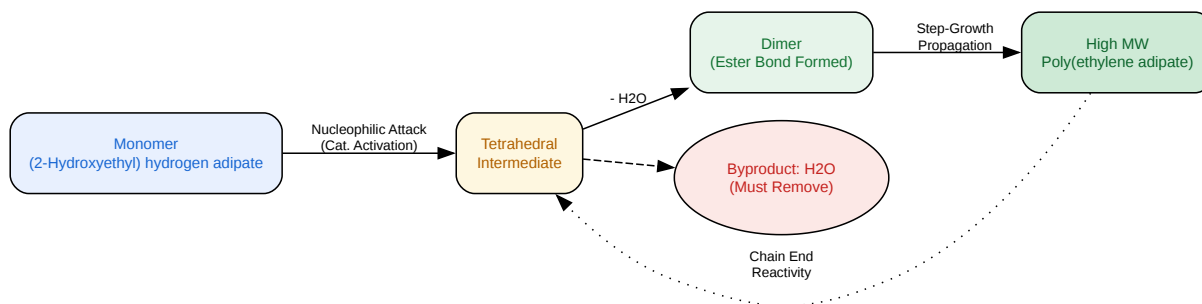 Monomer
(2-Hydroxyethyl) hydrogen adipate
Nucleophilic Attack
(Cat. Activation)
Tetrahedral
Intermediate
- H2O
Dimer
(Ester Bond Formed)
Step-Growth
Propagation
High MW
Poly(ethylene adipate)
Byproduct: H2O
(Must Remove)
Chain End
Reactivity